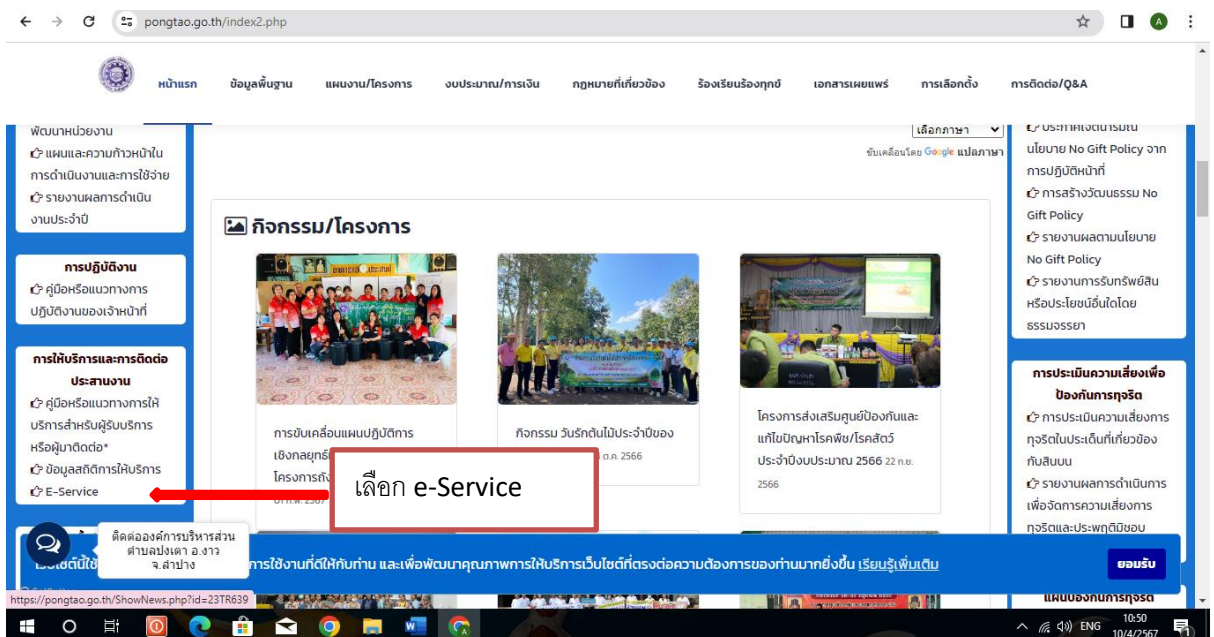 pongtao.go.th/index2.php
A
หน้าแรก ข้อมูลพื้นฐาน แผนงาน/โครงการ งบประมาณ/การเงิน กฎหมายที่เกี่ยวข้อง ร้องเรียนร้องทุกข์ เอกสารเผยแพร่ การเลือกตั้ง การติดต่อ/Q&A
พัฒนาหน่วยงาน
แผนและความก้าวหน้าใน
การดำเนินงานและการใช้จ่าย
รายงานผลการดำเนิน
งานประจำปี
การปฏิบัติงาน
คู่มือหรือแนวทางการ
ปฏิบัติงานของเจ้าหน้าที่
การให้บริการและการติดต่อ
ประสานงาน
คู่มือหรือแนวทางการให้
บริการสำหรับผู้รับบริการ
หรือผู้มาติดต่อ*
ข้อมูลสถิติการให้บริการ
E-Service
เลือกภาษา
ขับเคลื่อนโดย Google แปลภาษา
กิจกรรม/โครงการ
การขับเคลื่อนแผนปฏิบัติการ
เชิงกลยุทธ์
กิจกรรม วันรักต้นไม้ประจำปีของ
ต.ค. 2566
โครงการส่งเสริมศูนย์ป้องกันและ
แก้ไขปัญหาโรคพืช/โรคสัตว์
ประจำปีงบประมาณ 2566 22 ก.ย.
2566
เลือก e-Service
นโยบาย No Gift Policy จาก
การปฏิบัติหน้าที่
การสร้างวัฒนธรรม No
Gift Policy
รายงานผลตามนโยบาย
No Gift Policy
รายงานการรับทรัพย์สิน
หรือประโยชน์อื่นใดโดย
ธรรมจรรยา
การประเมินความเสี่ยงเพื่อ
ป้องกันการทุจริต
การประเมินความเสี่ยงการ
ทุจริตในประเด็นที่เกี่ยวข้อง
กับสินบน
รายงานผลการดำเนินการ
เพื่อจัดการความเสี่ยงการ
ทุจริตและประพฤติมิชอบ
แผนป้องกันการทุจริต
ติดต่อองค์การบริหารส่วน
ตำบลปงเตา อ.งาว
จ.ลำปาง
การใช้งานที่ดีให้กับท่าน และเพื่อพัฒนาคุณภาพการให้บริการเว็บไซต์ที่ตรงต่อความต้องการของท่านมากยิ่งขึ้น เรียนรู้เพิ่มเติม
ยอมรับ
https://pongtao.go.th/ShowNews.php?id=23TR639
ENG
10:50
10/4/2567